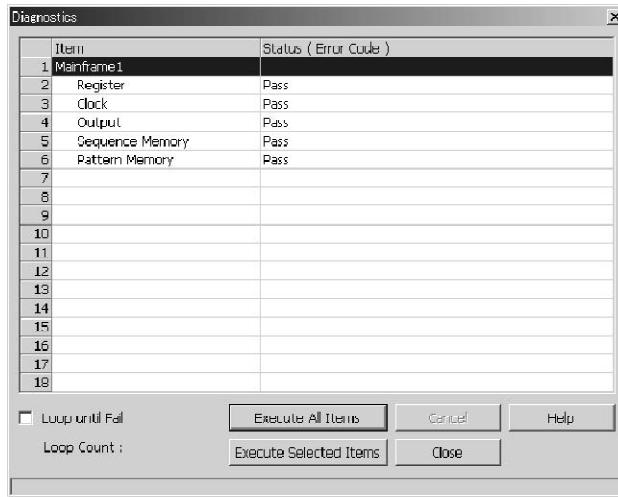 Diagnostics
Item Status ( Error Code )
1 Mainframe1
2 Register Pass
3 Clock Pass
4 Output Pass
5 Sequence Memory Pass
6 Pattern Memory Pass
7
8
9
10
11
12
13
14
15
16
17
18
Loop until Fail Execute All Items Cancel Help
Loop Count : Execute Selected Items Close